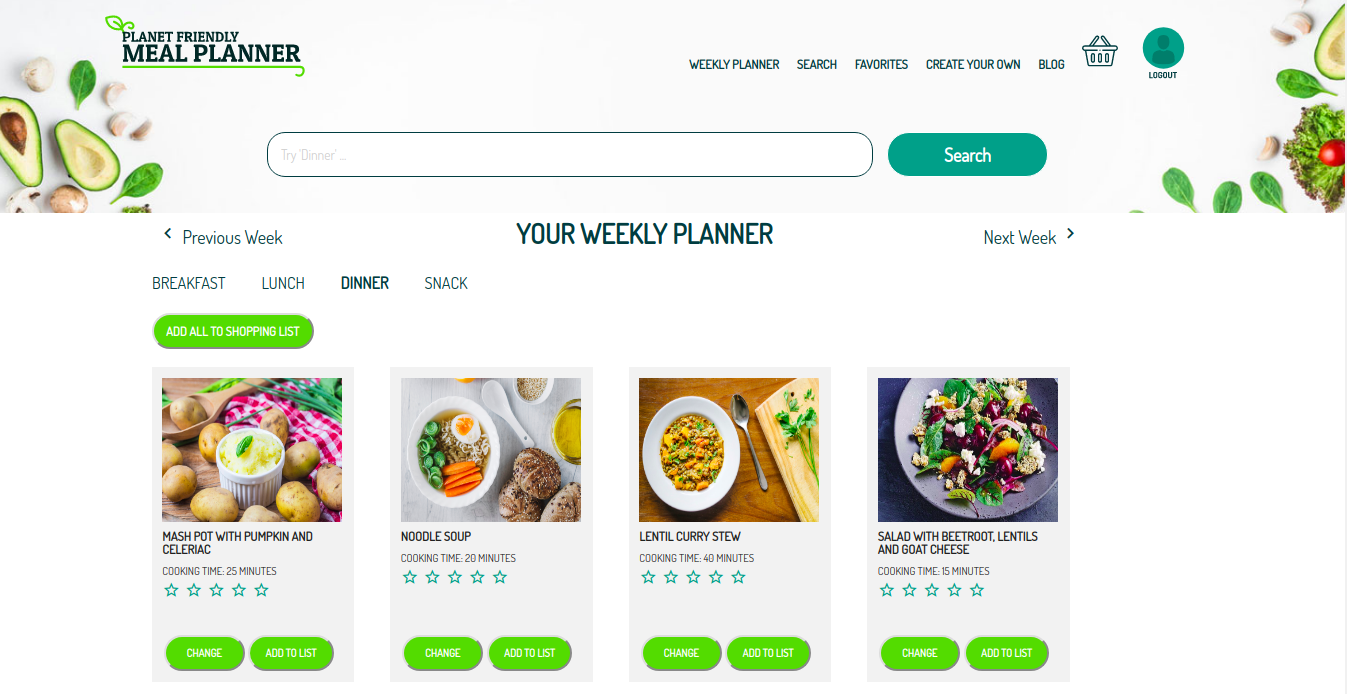 PLANET FRIENDLY
MEAL PLANNER
WEEKLY PLANNER SEARCH FAVORITES CREATE YOUR OWN BLOG
LOGOUT
Try 'Dinner' ...
Search
Previous Week
YOUR WEEKLY PLANNER
Next Week
BREAKFAST LUNCH DINNER SNACK
ADD ALL TO SHOPPING LIST
MASH POT WITH PUMPKIN AND
CELERIAC
COOKING TIME: 25 MINUTES
CHANGE ADD TO LIST
NOODLE SOUP
COOKING TIME: 20 MINUTES
CHANGE ADD TO LIST
LENTIL CURRY STEW
COOKING TIME: 40 MINUTES
CHANGE ADD TO LIST
SALAD WITH BEETROOT, LENTILS
AND GOAT CHEESE
COOKING TIME: 15 MINUTES
CHANGE ADD TO LIST